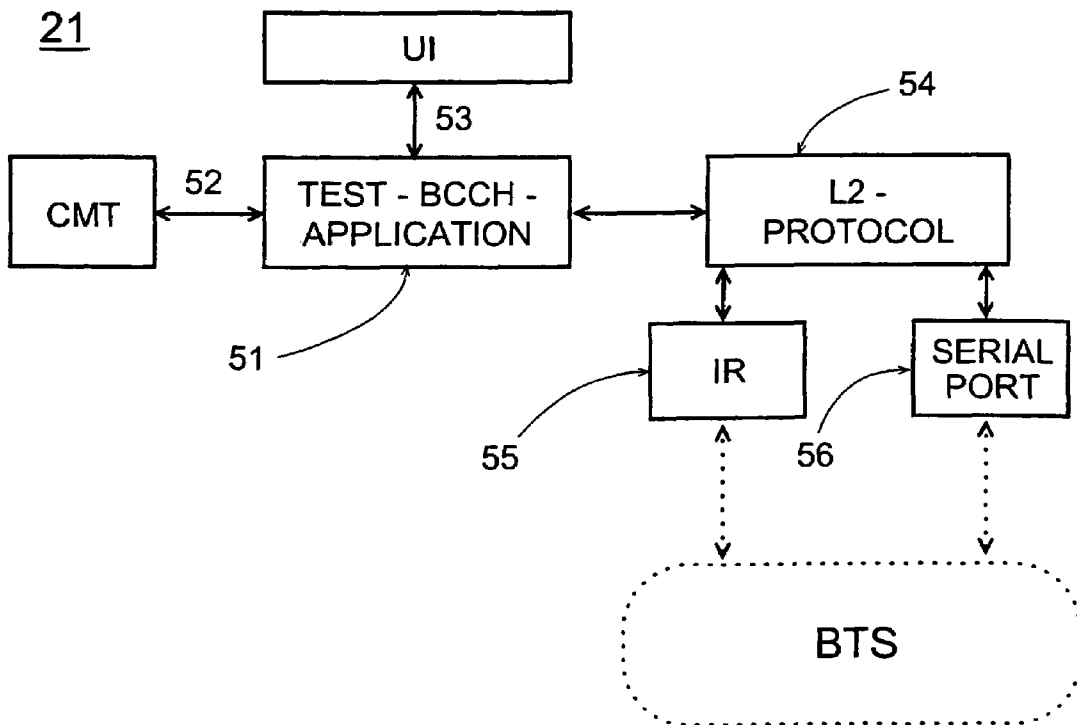 21
UI
53
54
CMT
52
TEST - BCCH -
APPLICATION
L2 -
PROTOCOL
51
IR
SERIAL
PORT
55
56
BTS